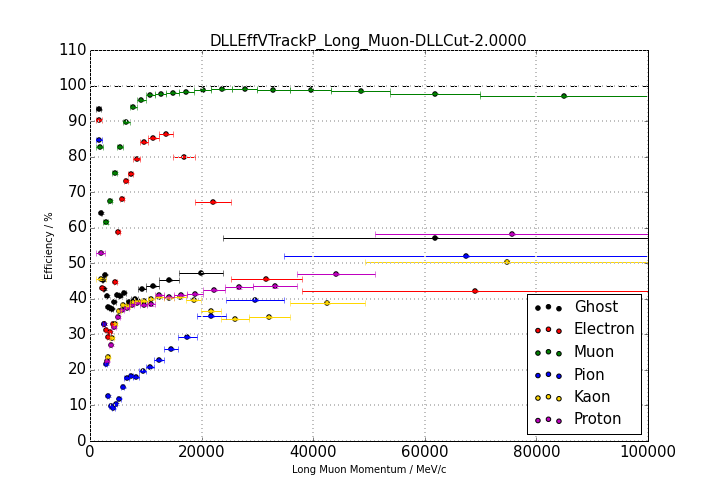 DLLEffVTrackP_Long_Muon-DLLCut-2.0000
110
100
90
80
70
60
50
40
30
20
10
0
Efficiency / %
0 20000 40000 60000 80000 100000
Long Muon Momentum / MeV/c
Ghost
Electron
Muon
Pion
Kaon
Proton